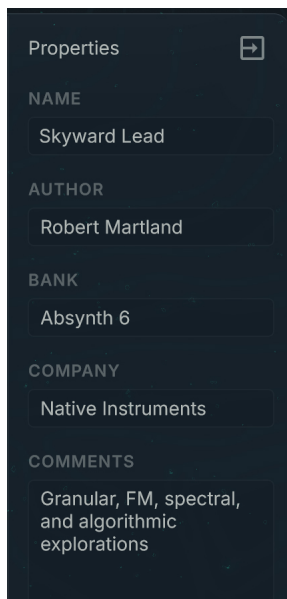 Properties
NAME
Skyward Lead
AUTHOR
Robert Martland
BANK
Absynth 6
COMPANY
Native Instruments
COMMENTS
Granular, FM, spectral,
and algorithmic
explorations